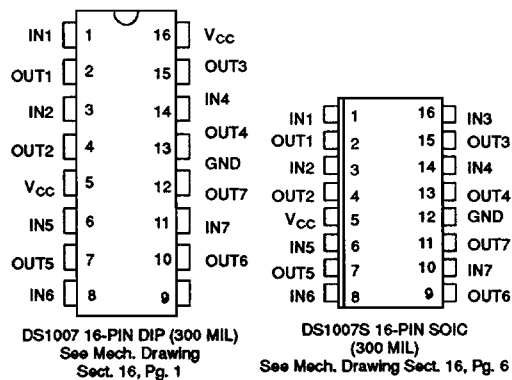 IN1 1 16 VCC
OUT1 2 15 OUT3
IN2 3 14 IN4
OUT2 4 13 OUT4
GND
VCC 5 12 OUT7
IN5 6 11 IN7
OUT5 7 10 OUT6
IN6 8 9
DS1007 16-PIN DIP (300 MIL)
See Mech. Drawing
Sect. 16, Pg. 1
IN1 1 16 IN3
OUT1 2 15 OUT3
IN2 3 14 IN4
OUT2 4 13 OUT4
VCC 5 12 GND
IN5 6 11 OUT7
OUT5 7 10 IN7
IN6 8 9 OUT6
DS1007S 16-PIN SOIC
(300 MIL)
See Mech. Drawing Sect. 16, Pg. 6